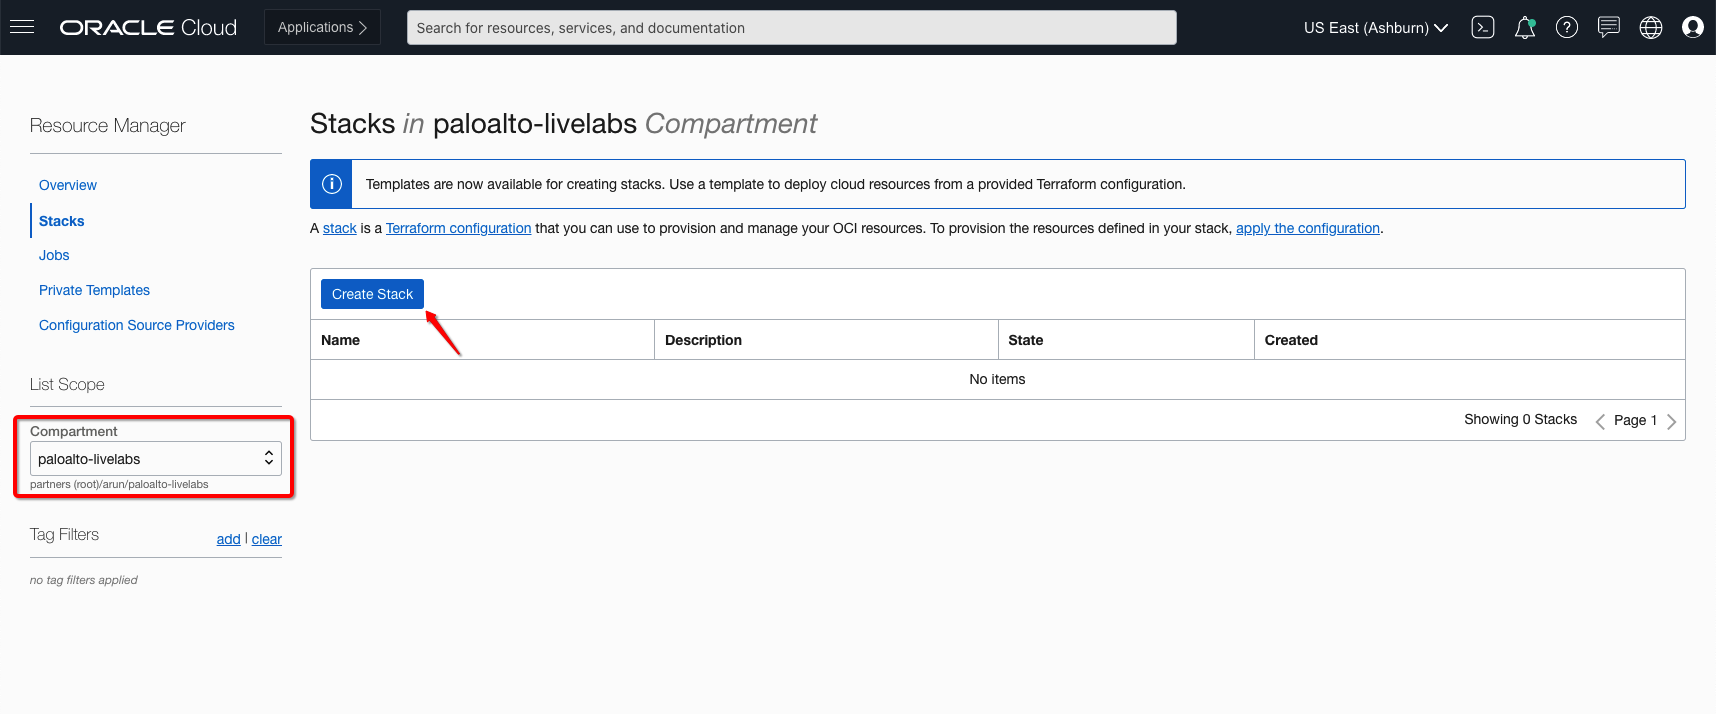 ORACLE Cloud
Applications
Search for resources, services, and documentation
US East (Ashburn)
Resource Manager
Overview
Stacks
Jobs
Private Templates
Configuration Source Providers
List Scope
Compartment
paloalto-livelabs
partners (root)/arun/paloalto-livelabs
Tag Filters
add | clear
no tag filters applied
Stacks in paloalto-livelabs Compartment
Templates are now available for creating stacks. Use a template to deploy cloud resources from a provided Terraform configuration.
A stack is a Terraform configuration that you can use to provision and manage your OCI resources. To provision the resources defined in your stack, apply the configuration.
Create Stack
Name Description State Created
No items
Showing 0 Stacks Page 1